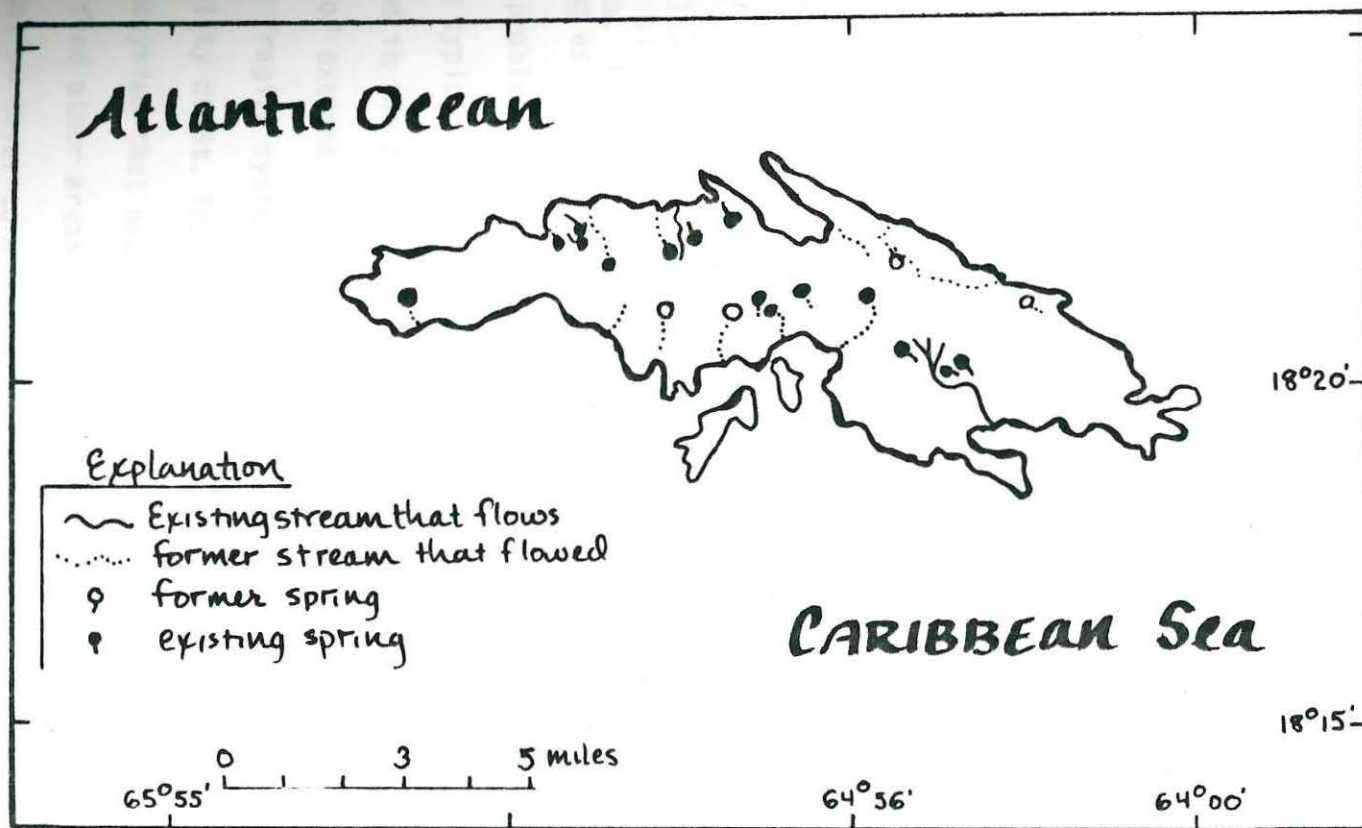 Atlantic Ocean
18°20'
Explanation
Existing stream that flows
former stream that flowed
former spring
existing spring
CARIBBEAN Sea
18°15'
0 3 5 miles
65°55' 64°56' 64°00'